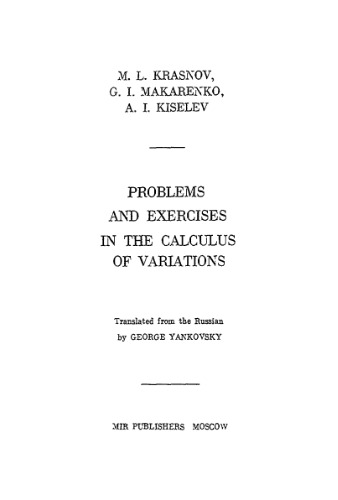 M. L. KRASNOV,
G. I. MAKARENKO,
A. I. KISELEV
PROBLEMS
AND EXERCISES
IN THE CALCULUS
OF VARIATIONS
Translated from the Russian
by GEORGE YANKOVSKY
MIR PUBLISHERS MOSCOW